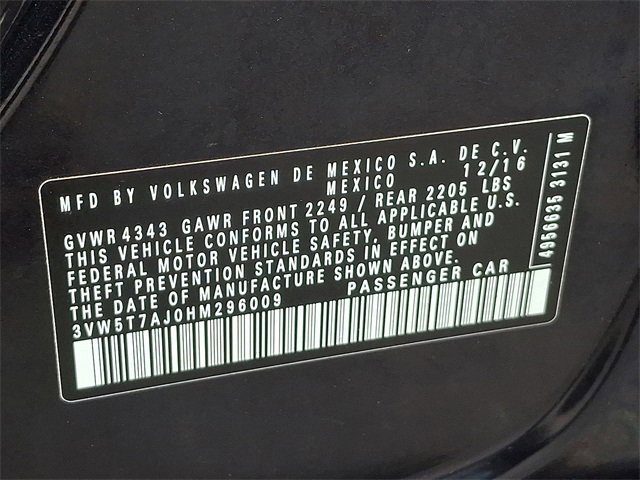 MFD BY VOLKSWAGEN DE MEXICO S.A. DE C.V.
MEXICO 12/16
GVWR 4343 GAWR FRONT 2249 / REAR 2205 LBS
THIS VEHICLE CONFORMS TO ALL APPLICABLE U.S.
FEDERAL MOTOR VEHICLE SAFETY, BUMPER AND
THEFT PREVENTION STANDARDS IN EFFECT ON
THE DATE OF MANUFACTURE SHOWN ABOVE.
3VW5T7AJ0HM296009 PASSENGER CAR
4956635 3131 M